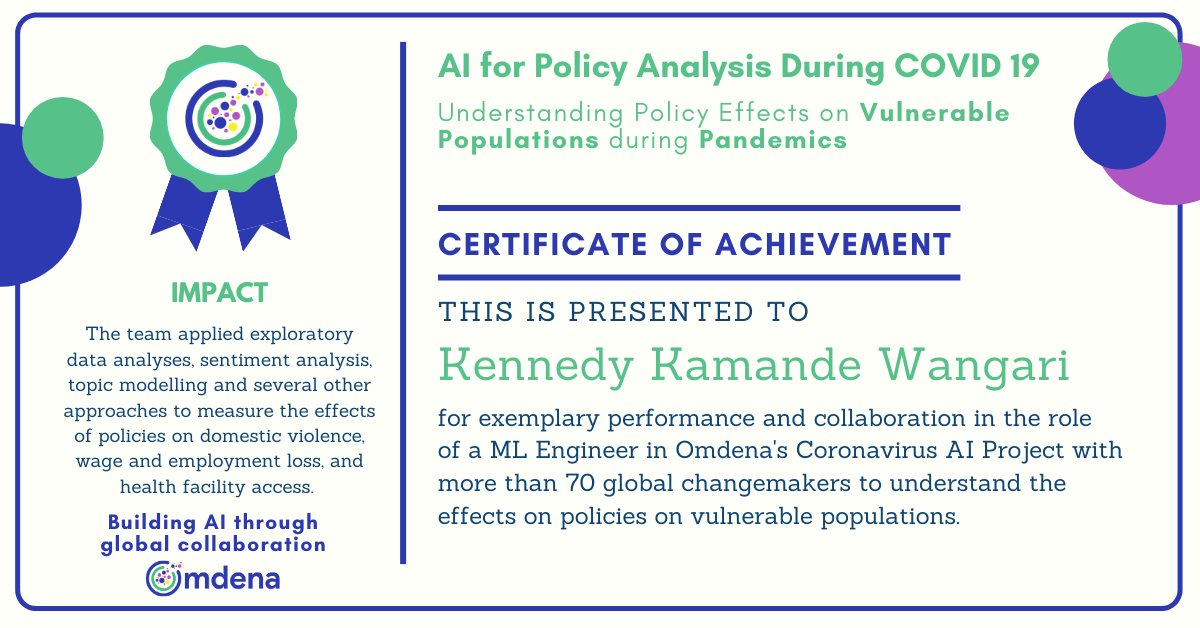 AI for Policy Analysis During COVID 19
Understanding Policy Effects on Vulnerable
Populations during Pandemics
CERTIFICATE OF ACHIEVEMENT
THIS IS PRESENTED TO
Kennedy Kamande Wangari
for exemplary performance and collaboration in the role
of a ML Engineer in Omdena's Coronavirus AI Project with
more than 70 global changemakers to understand the
effects on policies on vulnerable populations.
IMPACT
The team applied exploratory
data analyses, sentiment analysis,
topic modelling and several other
approaches to measure the effects
of policies on domestic violence,
wage and employment loss, and
health facility access.
Building AI through
global collaboration
Omdena